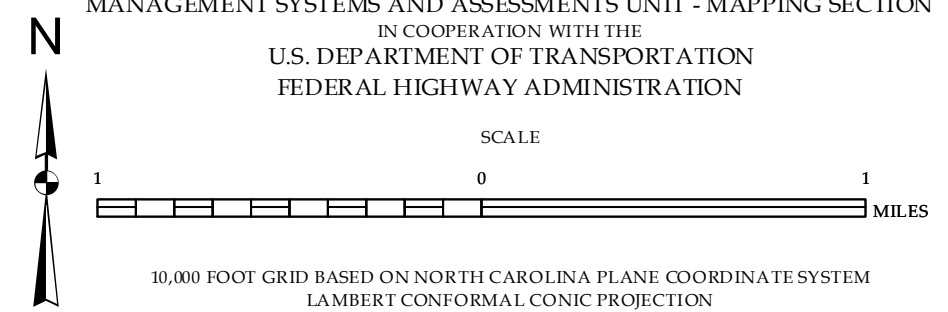 MANAGEMENT SYSTEMS AND ASSESSMENTS UNIT - MAPPING SECTION
N
IN COOPERATION WITH THE
U.S. DEPARTMENT OF TRANSPORTATION
FEDERAL HIGHWAY ADMINISTRATION
SCALE
1 0 1
MILES
10,000 FOOT GRID BASED ON NORTH CAROLINA PLANE COORDINATE SYSTEM
LAMBERT CONFORMAL CONIC PROJECTION